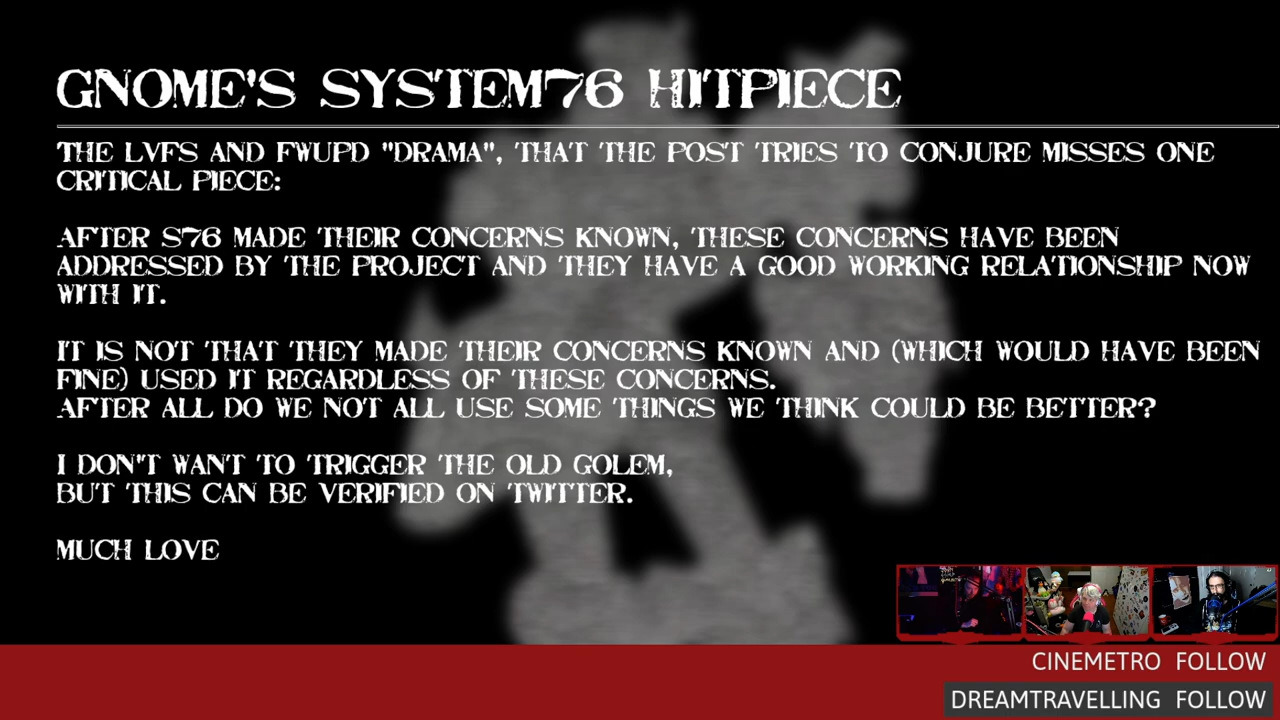 GNOME'S SYSTEM76 HITPIECE
THE LVFS AND FWUPD "DRAMA", THAT THE POST TRIES TO CONJURE MISSES ONE
CRITICAL PIECE:
AFTER S76 MADE THEIR CONCERNS KNOWN, THESE CONCERNS HAVE BEEN
ADDRESSED BY THE PROJECT AND THEY HAVE A GOOD WORKING RELATIONSHIP NOW
WITH IT.
IT IS NOT THAT THEY MADE THEIR CONCERNS KNOWN AND (WHICH WOULD HAVE BEEN
FINE) USED IT REGARDLESS OF THESE CONCERNS.
AFTER ALL DO WE NOT ALL USE SOME THINGS WE THINK COULD BE BETTER?
I DON'T WANT TO TRIGGER THE OLD GOLEM,
BUT THIS CAN BE VERIFIED ON TWITTER.
MUCH LOVE
CINEMETRO FOLLOW
DREAMTRAVELLING FOLLOW